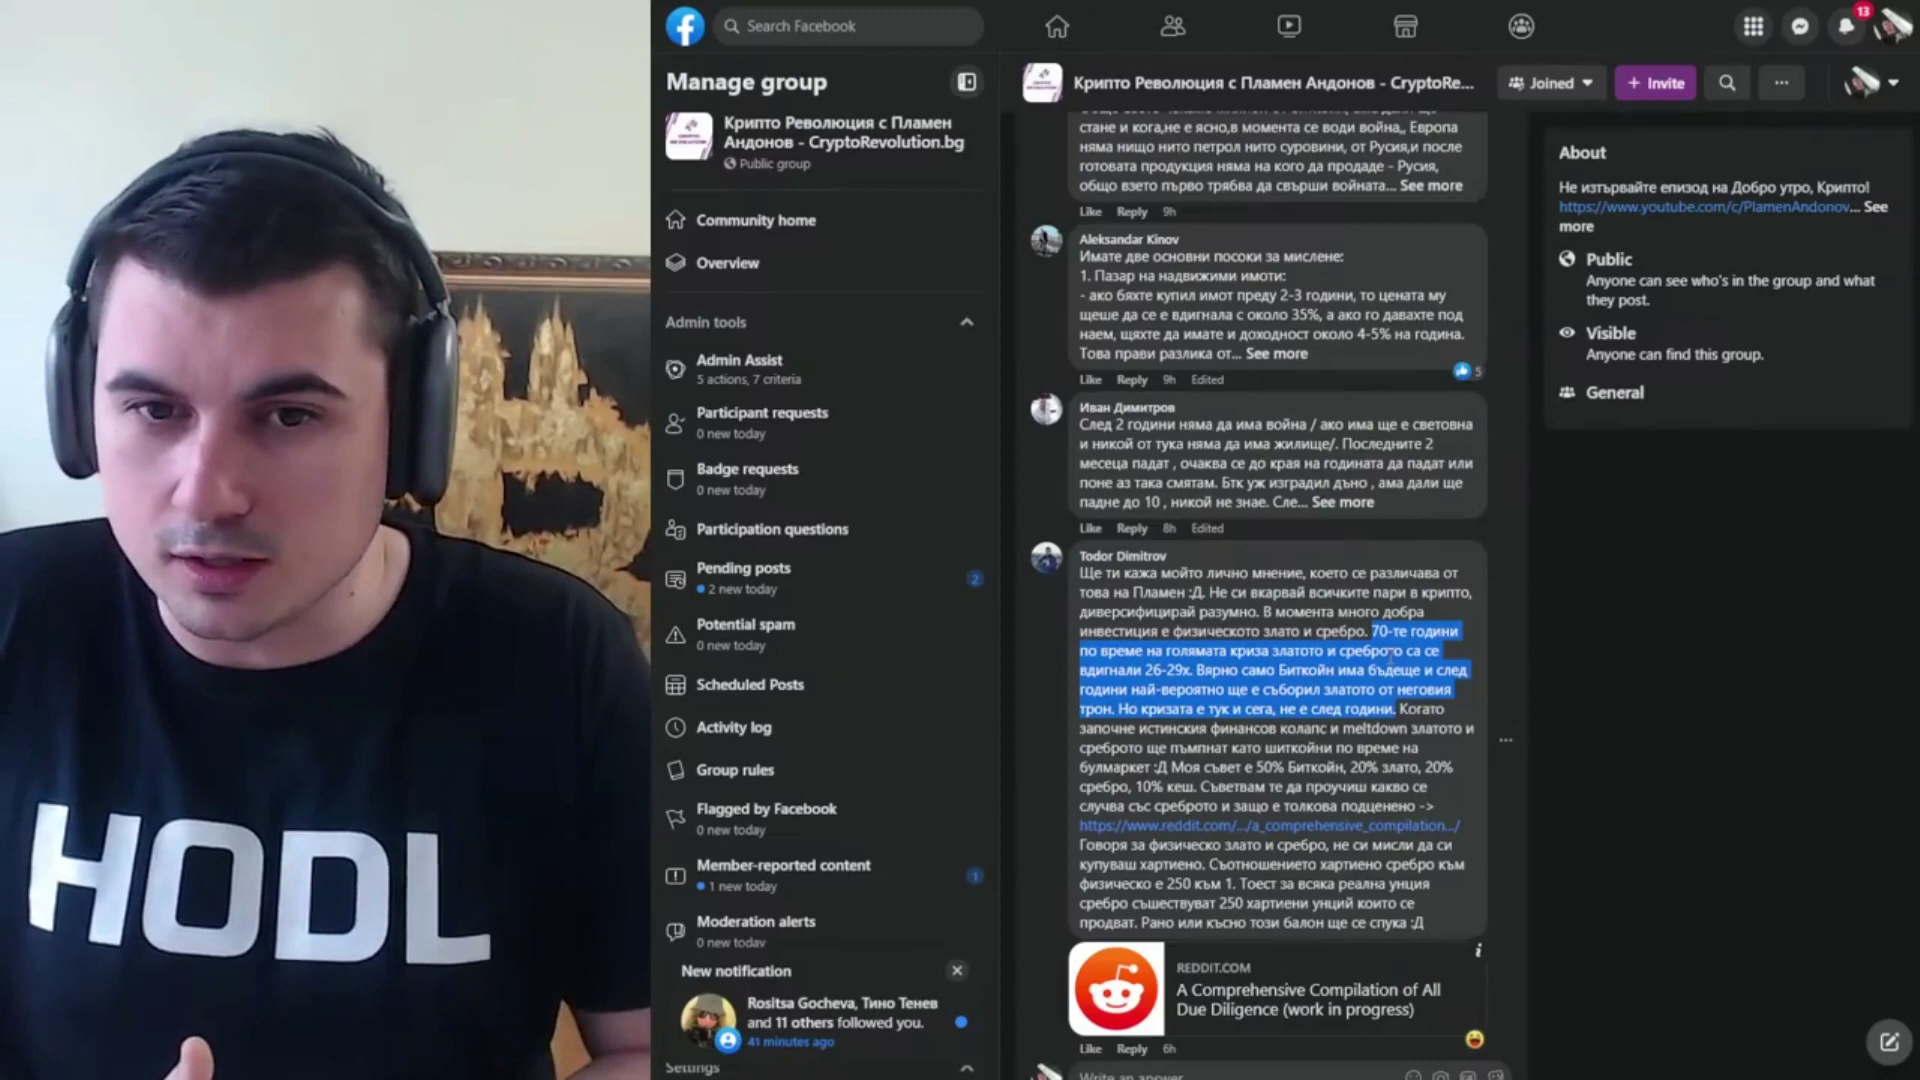 HODL
Search Facebook
13
Manage group
Крипто Революция с Пламен
Андонов - CryptoRevolution.bg
Public group
Community home
Overview
Admin tools
Admin Assist
5 actions, 7 criteria
Participant requests
0 new today
Badge requests
0 new today
Participation questions
Pending posts
2 new today
2
Potential spam
0 new today
Scheduled Posts
Activity log
Group rules
Flagged by Facebook
0 new today
Member-reported content
1 new today
1
Moderation alerts
0 new today
New notification
Rositsa Gocheva, Тино Тенев
and 11 others followed you.
41 minutes ago
Settings
Крипто Революция с Пламен Андонов - CryptoRe...
Joined
+ Invite
стане и кога,не е ясно,в момента се води война,, Европа
няма нищо нито петрол нито суровини, от Русия,и после
готовата продукция няма на кого да продаде - Русия,
общо взето първо трябва да свърши войната... See more
Like Reply 9h
Aleksandar Kinov
Имате две основни посоки за мислене:
1. Пазар на надвижими имоти:
- ако бяхте купил имот преду 2-3 години, то цената му
щеше да се е вдигнала с около 35%, а ако го давахте под
наем, щяхте да имате и доходност около 4-5% на година.
Това прави разлика от... See more
Like Reply 9h Edited
5
Иван Димитров
След 2 години няма да има война / ако има ще е световна
и никой от тука няма да има жилище/. Последните 2
месеца падат , очаква се до края на годината да падат или
поне аз така смятам. Бтк уж изградил дъно , ама дали ще
падне до 10 , никой не знае. Сле... See more
Like Reply 8h Edited
Todor Dimitrov
Ще ти кажа мойто лично мнение, което се различава от
това на Пламен :Д. Не си вкарвай всичките пари в крипто,
диверсифицирай разумно. В момента много добра
инвестиция е физическото злато и сребро. 70-те години
по време на голямата криза златото и среброто са се
вдигнали 26-29х. Вярно само Биткойн има бъдеще и след
години най-вероятно ще е съборил златото от неговия
трон. Но кризата е тук и сега, не е след години. Когато
започне истинския финансов колапс и meltdown златото и
среброто ще пъмпнат като шиткойни по време на
булмаркет :Д Моя съвет е 50% Биткойн, 20% злато, 20%
сребро, 10% кеш. Съветвам те да проучиш какво се
случва със среброто и защо е толкова подценено ->
https://www.reddit.com/.../a_comprehensive_compilation.../
Говоря за физическо злато и сребро, не си мисли да си
купуваш хартиено. Съотношението хартиено сребро към
физическо е 250 към 1. Тоест за всяка реална унция
сребро съшествуват 250 хартиени унций които се
продват. Рано или късно този балон ще се спука :Д
REDDIT.COM
A Comprehensive Compilation of All
Due Diligence (work in progress)
Like Reply 6h
Write an answer
About
Не изтървайте епизод на Добро утро, Крипто!
https://www.youtube.com/c/PlamenAndonov... See
more
Public
Anyone can see who's in the group and what
they post.
Visible
Anyone can find this group.
General